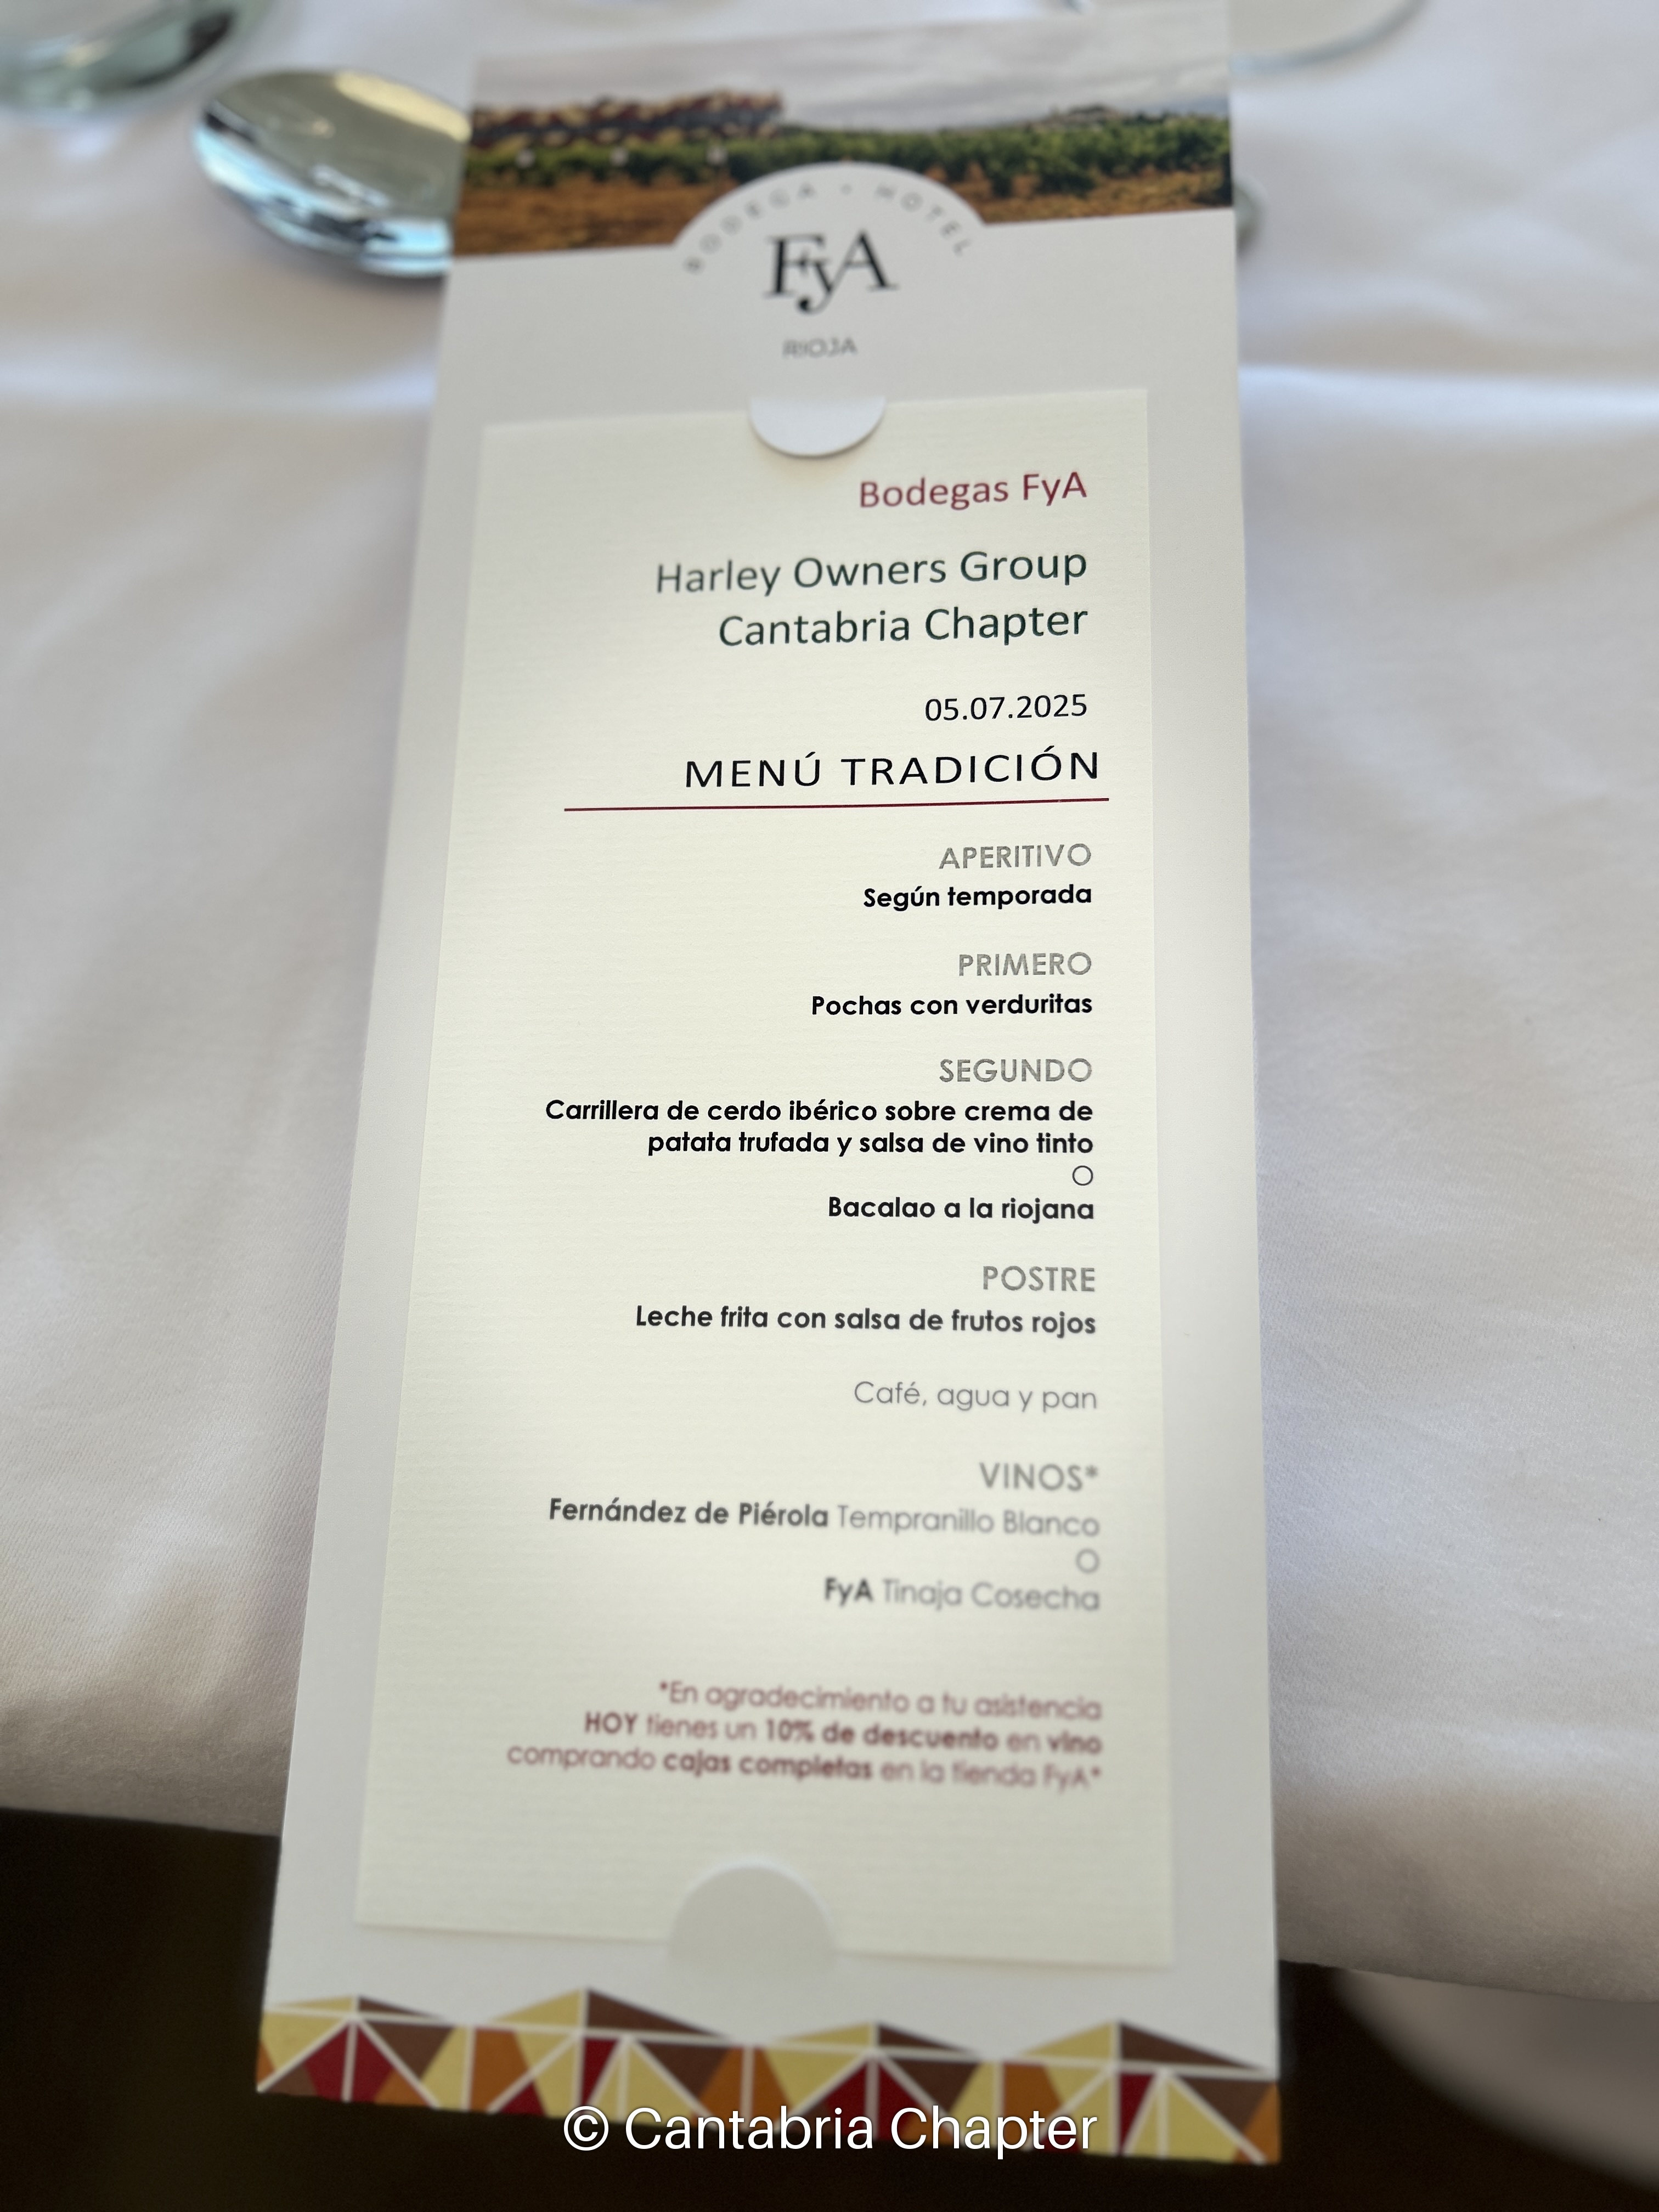 BODEGA • HOTEL
FyA
RIOJA
Bodegas FyA
Harley Owners Group
Cantabria Chapter
05.07.2025
MENÚ TRADICIÓN
APERITIVO
Según temporada
PRIMERO
Pochas con verduritas
SEGUNDO
Carrillera de cerdo ibérico sobre crema de
patata trufada y salsa de vino tinto
O
Bacalao a la riojana
POSTRE
Leche frita con salsa de frutos rojos
Café, agua y pan
VINOS*
Fernández de Piérola Tempranillo Blanco
O
FyA Tinaja Cosecha
*En agradecimiento a tu asistencia
HOY tienes un 10% de descuento en vino
comprando cajas completas en la tienda FyA*
© Cantabria Chapter